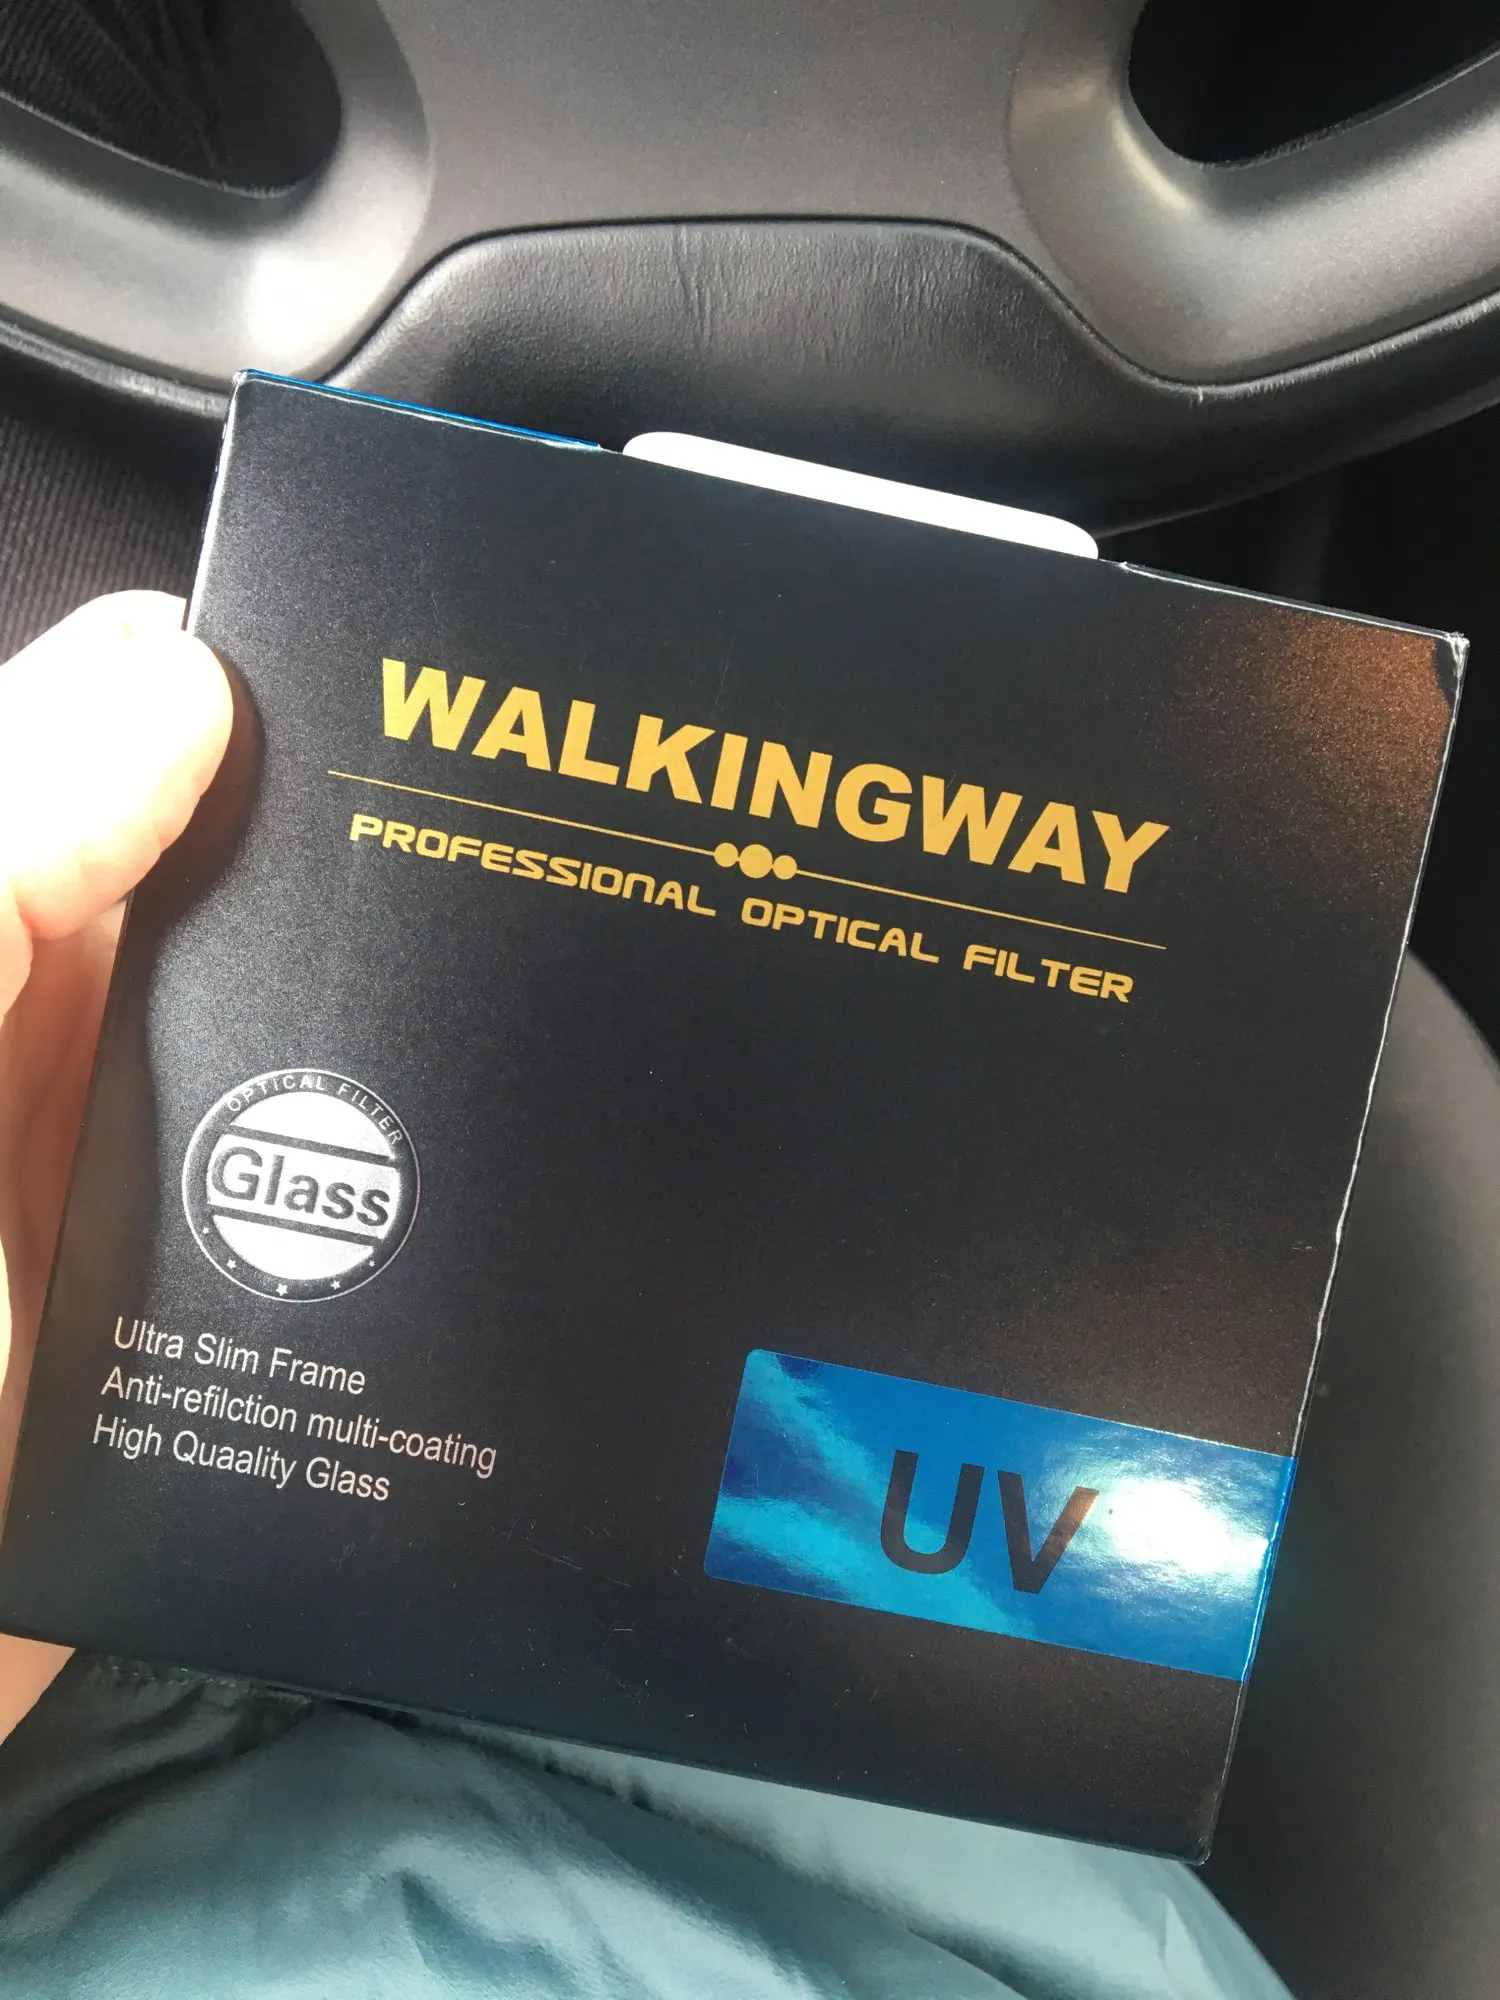 WALKINGWAY
PROFESSIONAL OPTICAL FILTER
OPTICAL FILTER
Glass
Ultra Slim Frame
Anti-refilction multi-coating
High Quaality Glass
UV